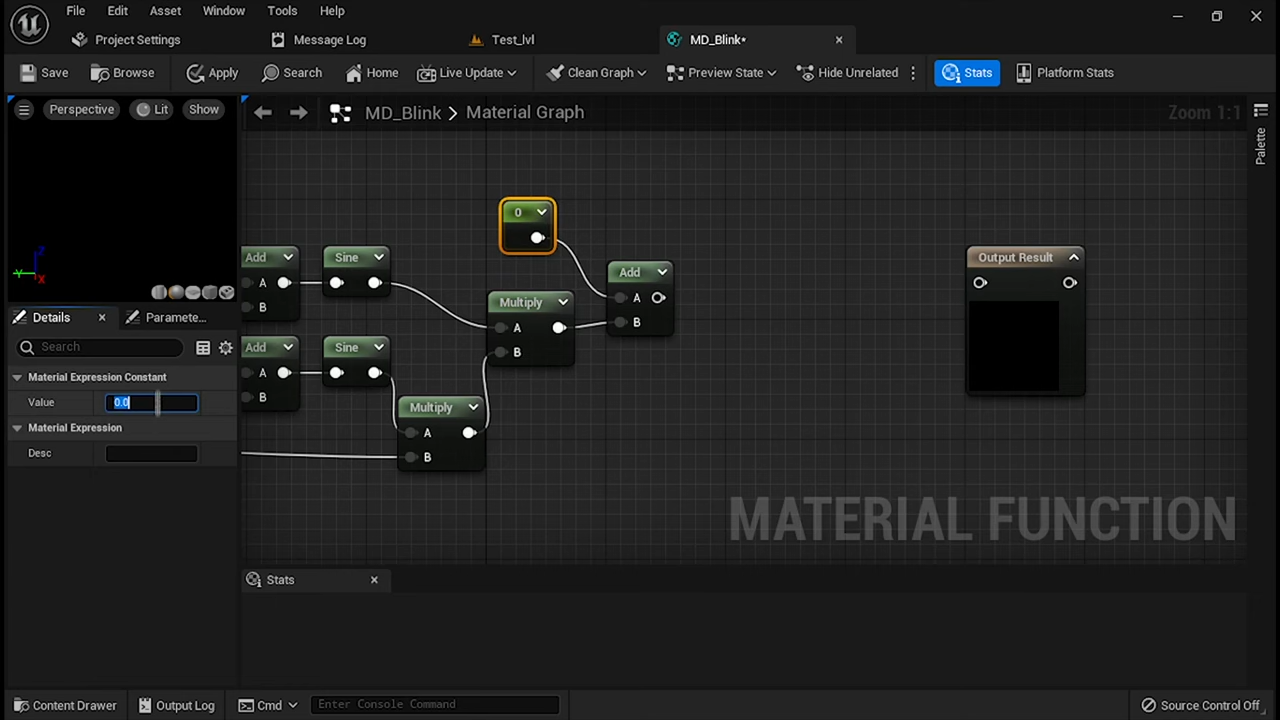 File Edit Asset Window Tools Help
Project Settings Message Log Test_lvl MD_Blink*
Save Browse Apply Search Home Live Update Clean Graph Preview State Hide Unrelated Stats Platform Stats
Perspective Lit Show
MD_Blink > Material Graph
Zoom 1:1
Palette
0
Add A B
Sine
Add A B
Sine
Multiply A B
Multiply A B
Add A B
Output Result
Z
Y
X
Details Paramete...
Search
Material Expression Constant
Value 0.0
Material Expression
Desc
MATERIAL FUNCTION
Stats
Content Drawer Output Log Cmd Enter Console Command Source Control Off